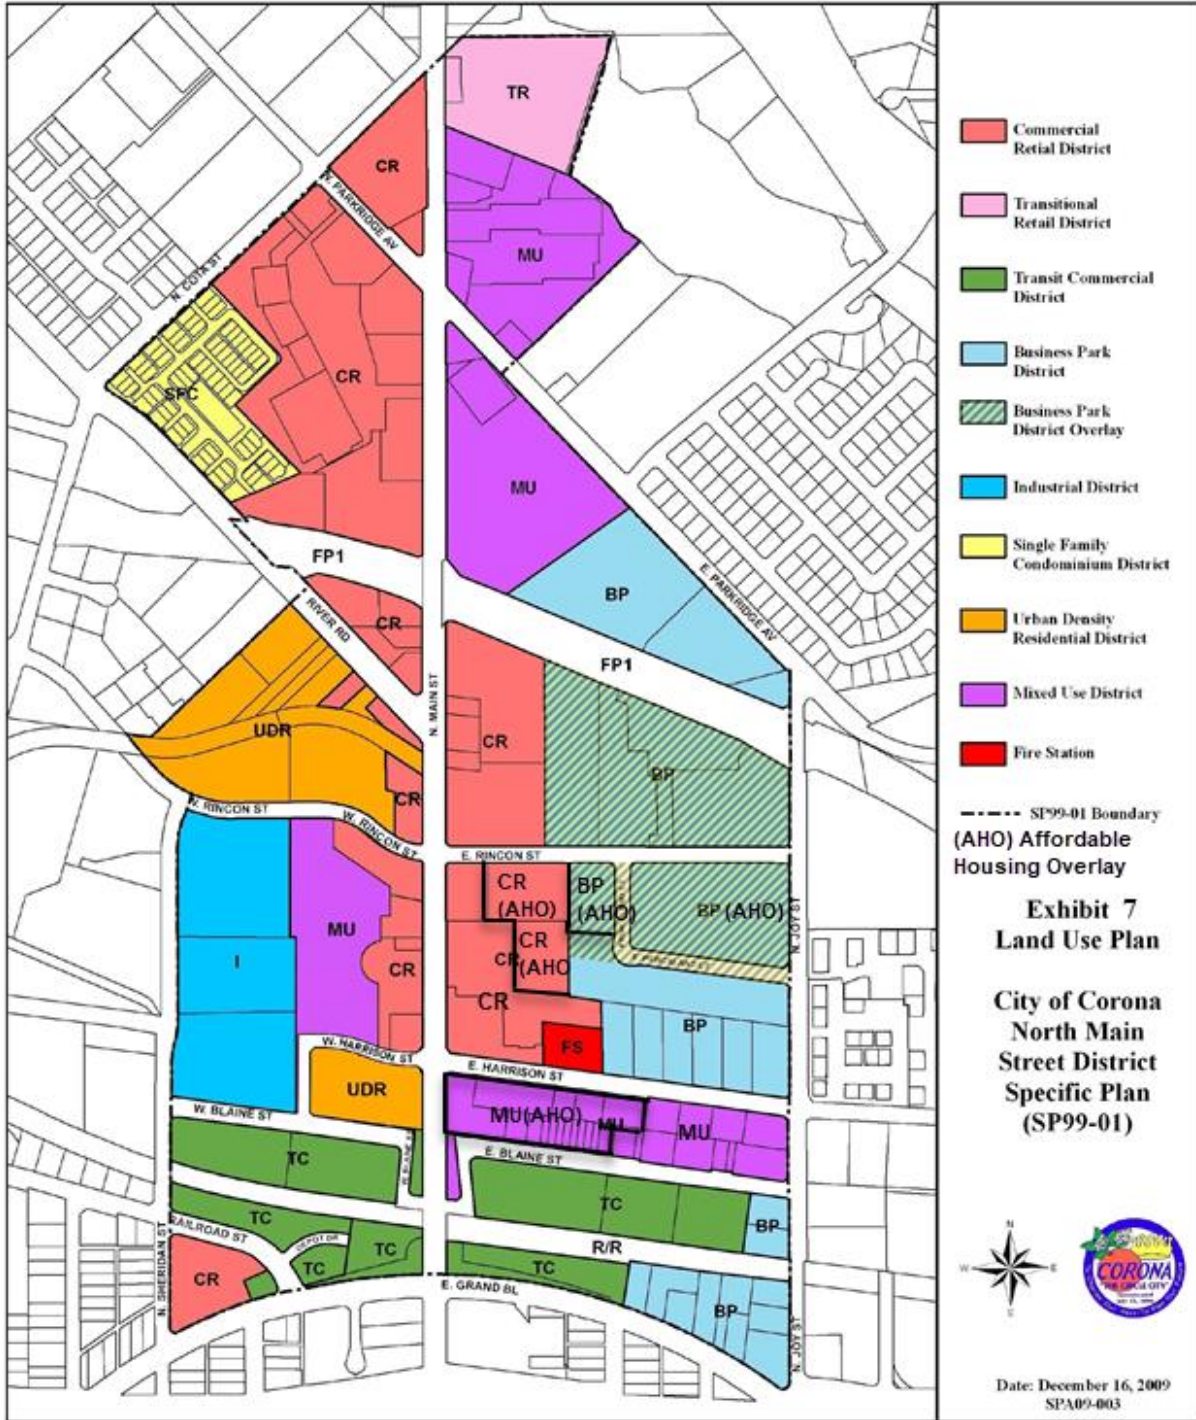 TR
CR
W. PARKRIDGE AV
MU
N. COTA ST
CR
SFC
MU
FP1
BP
E. PARKRIDGE AV
RIVER RD
CR
FP1
N. MAIN ST
UDR
CR
BP
CR
W. RINCON ST
W. RINCON ST
E. RINCON ST
CR
(AHO)
BP
(AHO)
BP (AHO)
N. JOY ST
MU
I
CR
CR
CR
(AHO
CR
BP
FS
W. HARRISON ST
E. HARRISON ST
UDR
MU(AHO)
MU
MU
W. BLAINE ST
E. BLAINE ST
TC
TC
BP
TC
RAILROAD ST
DEPOT DR
TC
TC
R/R
TC
CR
N. SHERIDAN ST
E. GRAND BL
BP
N. JOY ST
Commercial
Retial District
Transitional
Retail District
Transit Commercial
District
Business Park
District
Business Park
District Overlay
Industrial District
Single Family
Condominium District
Urban Density
Residential District
Mixed Use District
Fire Station
SP99-01 Boundary
(AHO) Affordable
Housing Overlay
Exhibit 7
Land Use Plan
City of Corona
North Main
Street District
Specific Plan
(SP99-01)
N
W E
S
CORONA
Date: December 16, 2009
SPA09-003